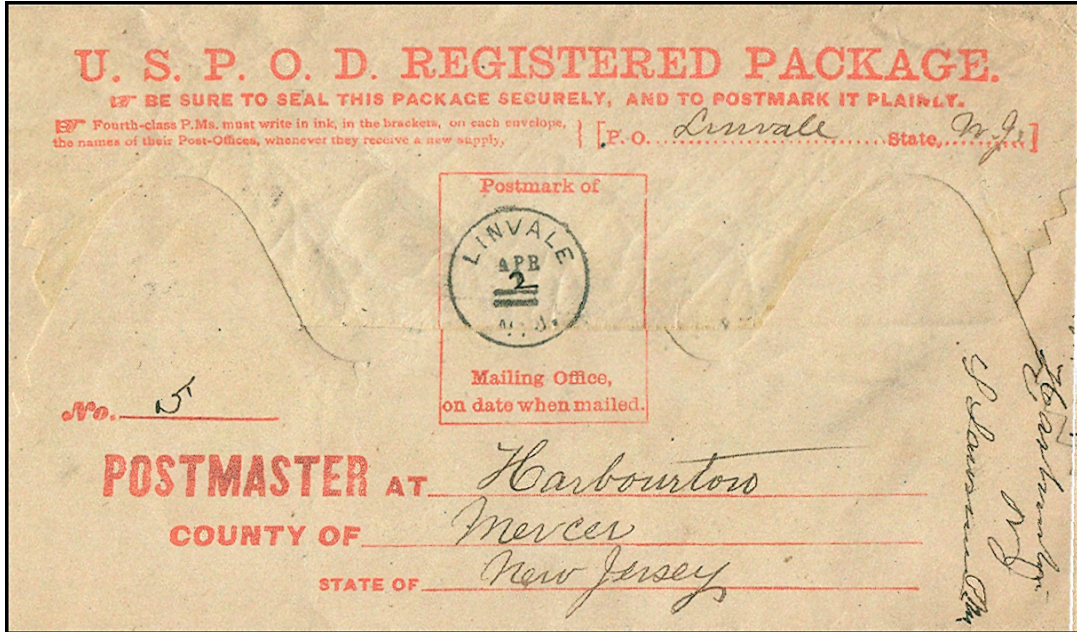 U. S. P. O. D. REGISTERED PACKAGE.
☞ BE SURE TO SEAL THIS PACKAGE SECURELY, AND TO POSTMARK IT PLAINLY.
☞ Fourth-class P.Ms. must write in ink, in the brackets, on each envelope,
the names of their Post-Offices, whenever they receive a new supply,
[P.O. Linvale State, N.J.]
Postmark of
LINVALE
APR
2
N.J.
Mailing Office,
on date when mailed.
No. 5
POSTMASTER AT Harbourton
COUNTY OF Mercer
STATE OF New Jersey
N J